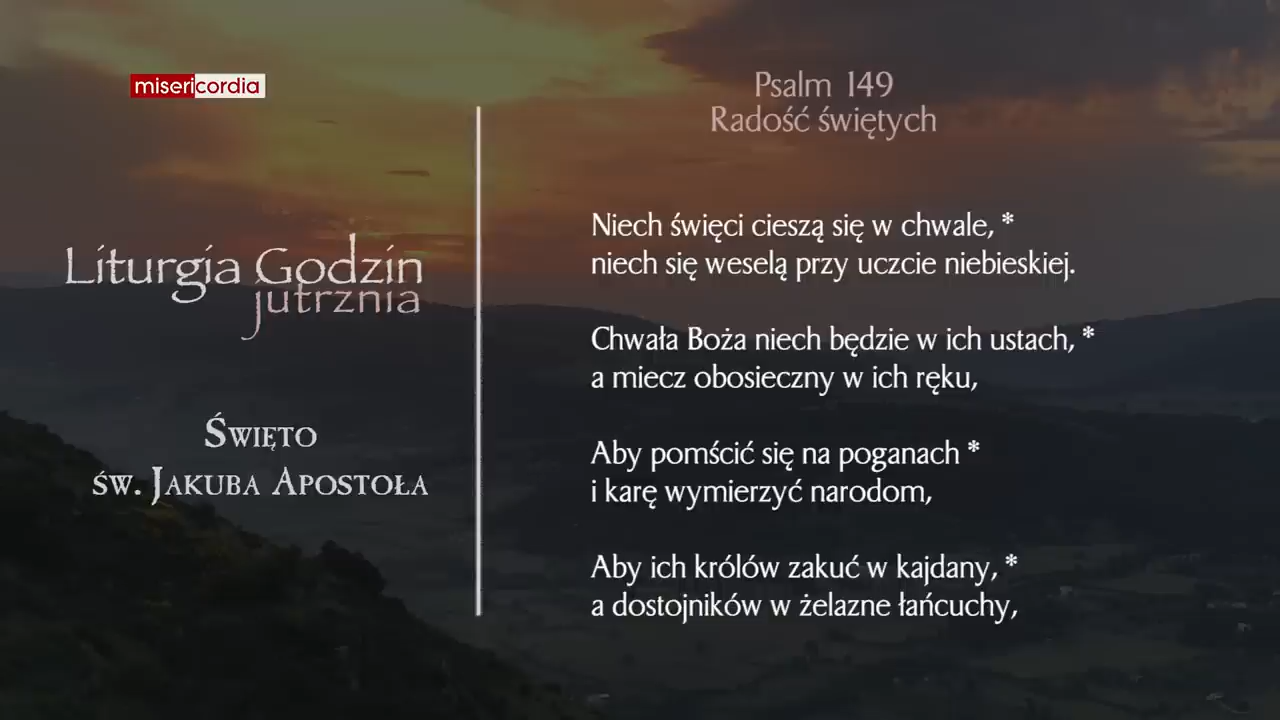 misericordia
Liturgia Godzin
jutrznia
Święto
św. Jakuba Apostoła
Psalm 149
Radość świętych
Niech święci cieszą się w chwale, *
niech się weselą przy uczcie niebieskiej.
Chwała Boża niech będzie w ich ustach, *
a miecz obosieczny w ich ręku,
Aby pomścić się na poganach *
i karę wymierzyć narodom,
Aby ich królów zakuć w kajdany, *
a dostojników w żelazne łańcuchy,